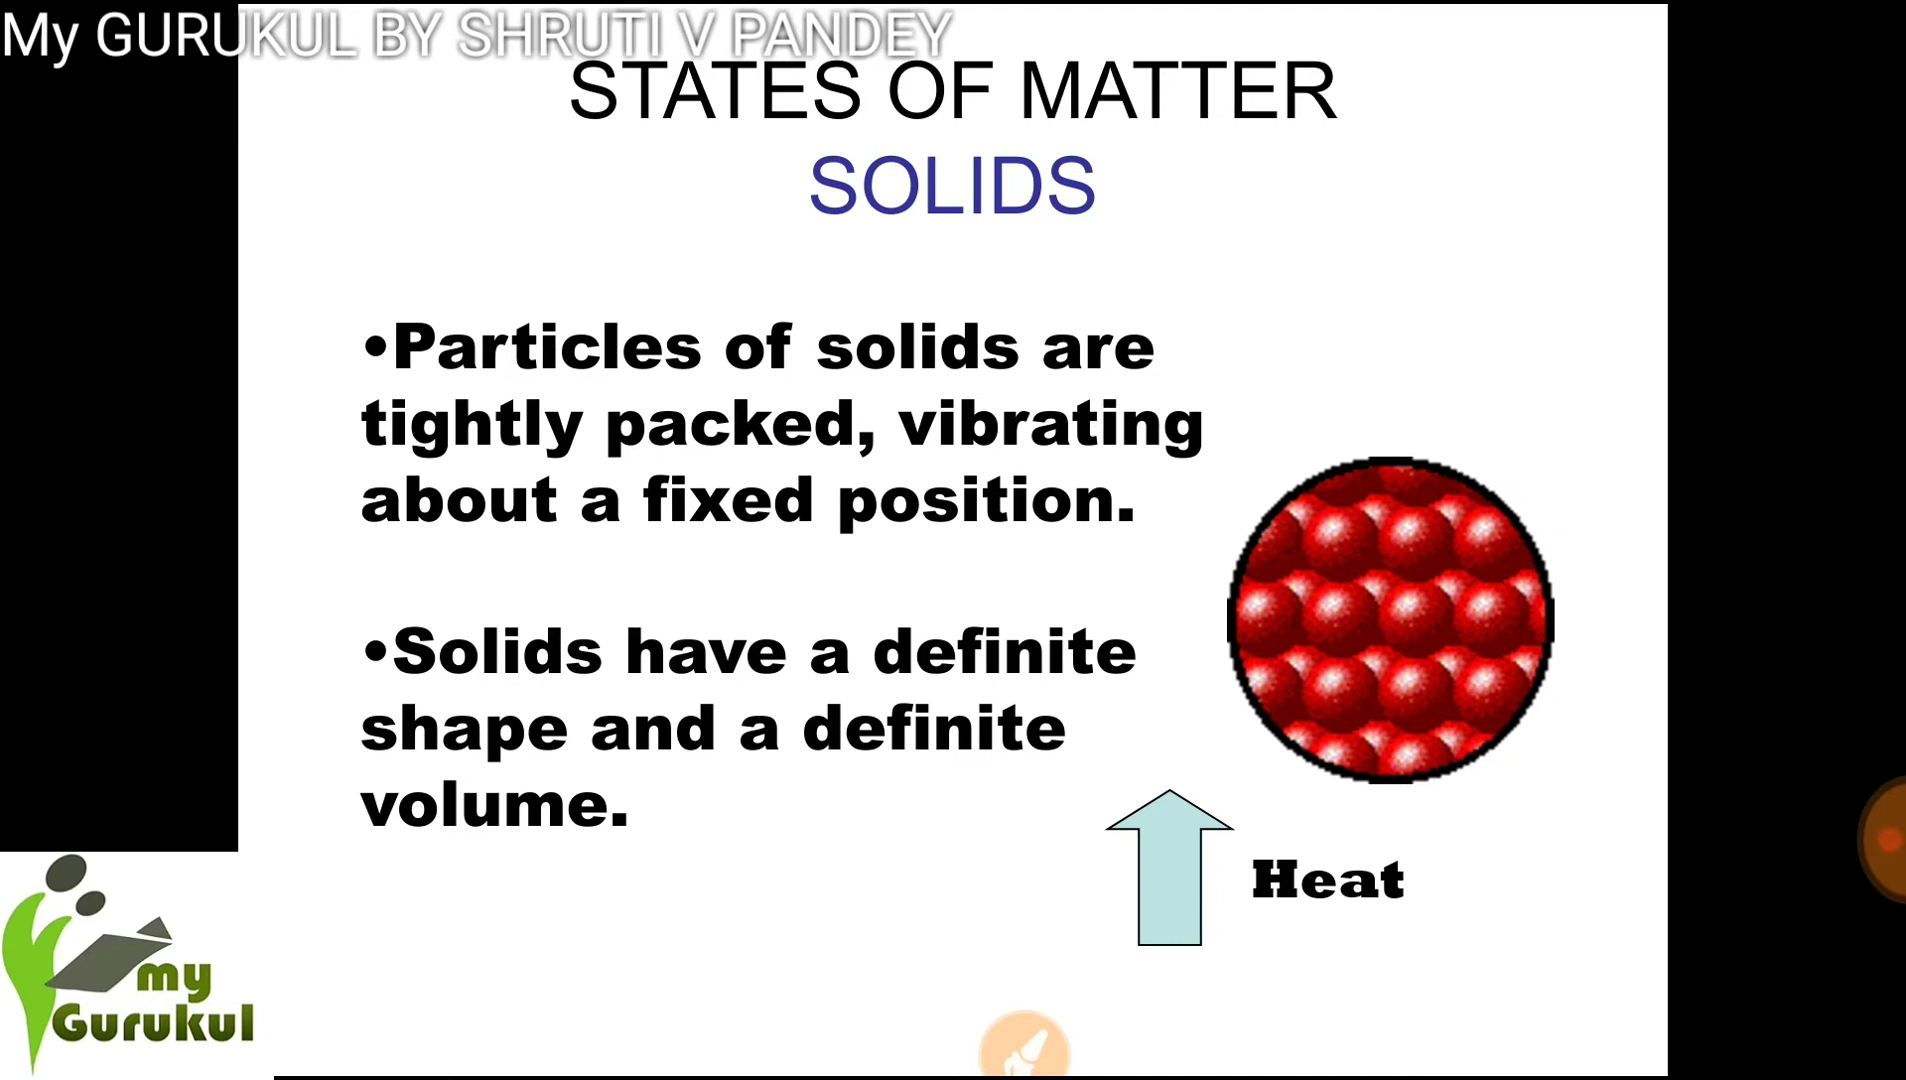 My GURUKUL BY SHRUTI V PANDEY
STATES OF MATTER
SOLIDS
•Particles of solids are
tightly packed, vibrating
about a fixed position.
•Solids have a definite
shape and a definite
volume.
Heat
my
Gurukul